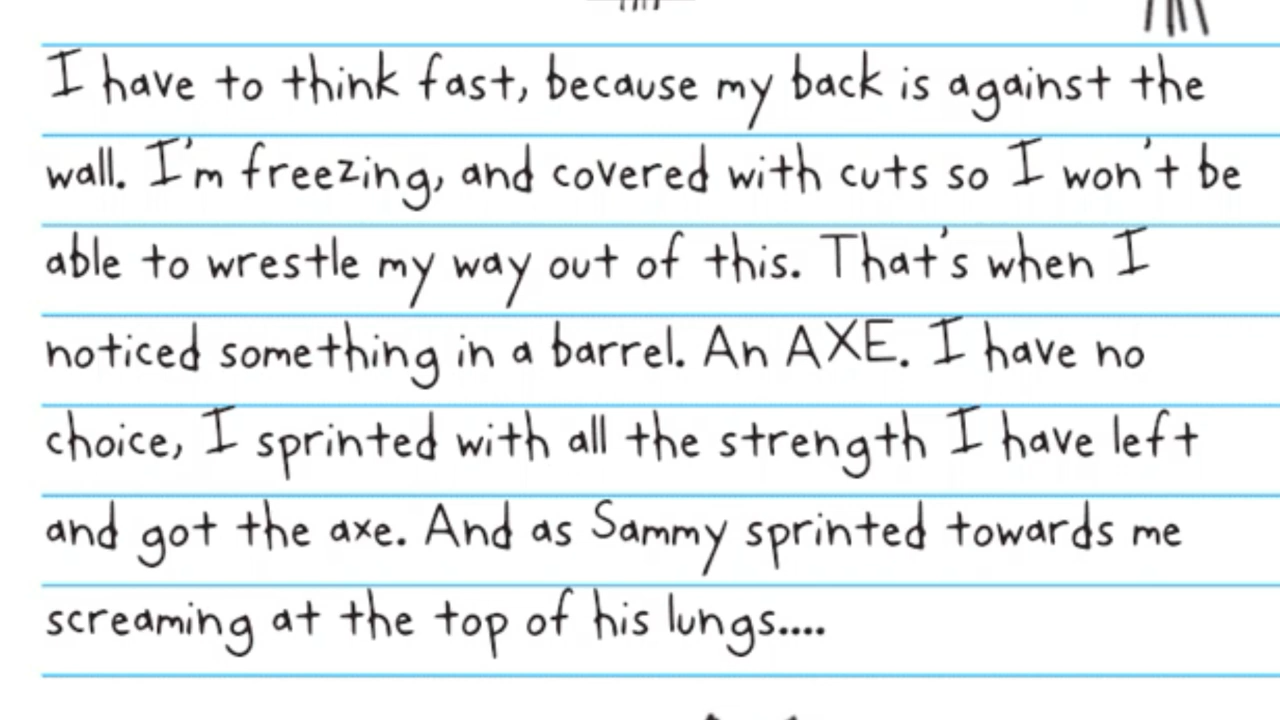 I have to think fast, because my back is against the
wall. I'm freezing, and covered with cuts so I won't be
able to wrestle my way out of this. That's when I
noticed something in a barrel. An AXE. I have no
choice, I sprinted with all the strength I have left
and got the axe. And as Sammy sprinted towards me
screaming at the top of his lungs....